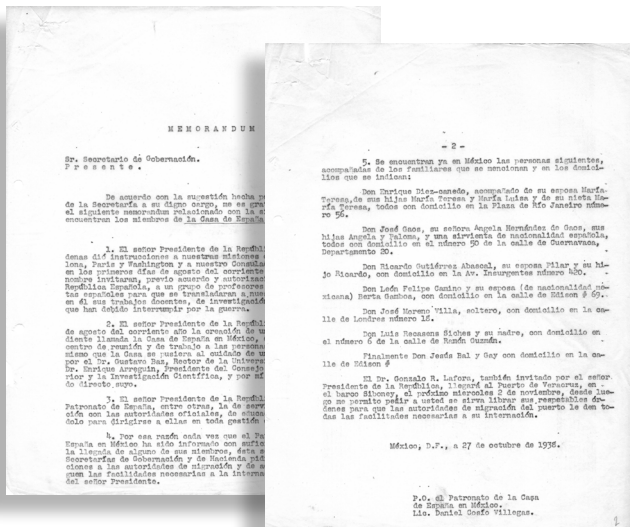 MEMORANDUM
Sr. Secretario de Gobernación.
Presente.
De acuerdo con la sugestión hecha p
de la Secretaría a su digno cargo, me es gra
el siguiente memorandum relacionado con la s
encuentran los miembros de la Casa de España
1. El señor Presidente de la Repúbl
denas dió instrucciones a nuestras misiones
lona, Paris y Washington y a nuestro Consula
en los primeros días de agosto del corriente
nombre invitaran, previo acuerdo y autorizac
República Española, a un grupo de profesores
tas españoles para que se transladaran a nue
en él sus trabajos docentes, de investigación
que han debido interrumpir por la guerra.
2. El señor Presidente de la Repúbl
de agosto del corriente año la creación de u
diente llamada la Casa de España en México,
centro de reunión y de trabajo a las persona
mismo que la Casa se pusiera al cuidado de u
por el Dr. Gustavo Baz, Rector de la Univers
Dr. Enrique Arreguin, Presidente del Consejo
rior y la Investigación Científica, y por mí
do directo suyo.
3. El señor Presidente de la Repúbl
Patronato de España, entre otras, la de serv
ción con las autoridades oficiales, de educa
dolo para dirigirse a ellas en toda gestión
4. Por esa razón cada vez que el Pa
España en México ha sido informado con sufic
la llegada de alguno de sus miembros, ésta s
Secretarías de Gobernación y de Hacienda pid
ciones a las autoridades de migración y de a
guen las facilidades necesarias a la interna
del señor Presidente.
- 2 -
5. Se encuentran ya en México las personas siguientes,
acompañadas de los familiares que se mencionan y en los domici-
lios que se indican:
Don Enrique Diez-canedo, acompañado de su esposa María
Teresa,de sus hijas María Teresa y María Luisa y de su nieta Ma-
ría Teresa, todos con domicilio en la Plaza de Río Janeiro núme-
ro 56.
Don José Gaos, su señora Angela Hernández de Gaos, sus
hijas Angela y Paloma, y una sirvienta de nacionalidad española,
todos con domicilio en el número 50 de la calle de Cuernavaca,
Departamento 20.
Don Ricardo Gutiérrez Abascal, su esposa Pilar y su hi-
jo Ricardo, con domicilio en la Av. Insurgentes número 420.
Don León Felipe Camino y su esposa (de nacionalidad me-
xicana) Berta Gamboa, con domicilio en la calle de Edison # 69.
Don José Moreno Villa, soltero, con domicilio en la ca-
lle de Londres número 18.
Don Luis Recasens Siches y su madre, con domicilio en
el número 6 de la calle de Ramón Guzmán.
Finalmente Don Jesús Bal y Gay con domicilio en la ca-
lle de Edison #
El Dr. Gonzalo R. Lafora, también invitado por el señor
Presidente de la República, llegará al Puerto de Veracruz, en
el barco Siboney, el próximo miercoles 2 de noviembre, desde lue-
go me permito pedir a usted se sirva librar sus respetables ór-
denes para que las autoridades de migración del puerto le den to-
das las facilidades necesarias a su internación.
México, D.F., a 27 de octubre de 1938.
P.O. el Patronato de la Casa
de España en México.
Lic. Daniel Cosío Villegas.